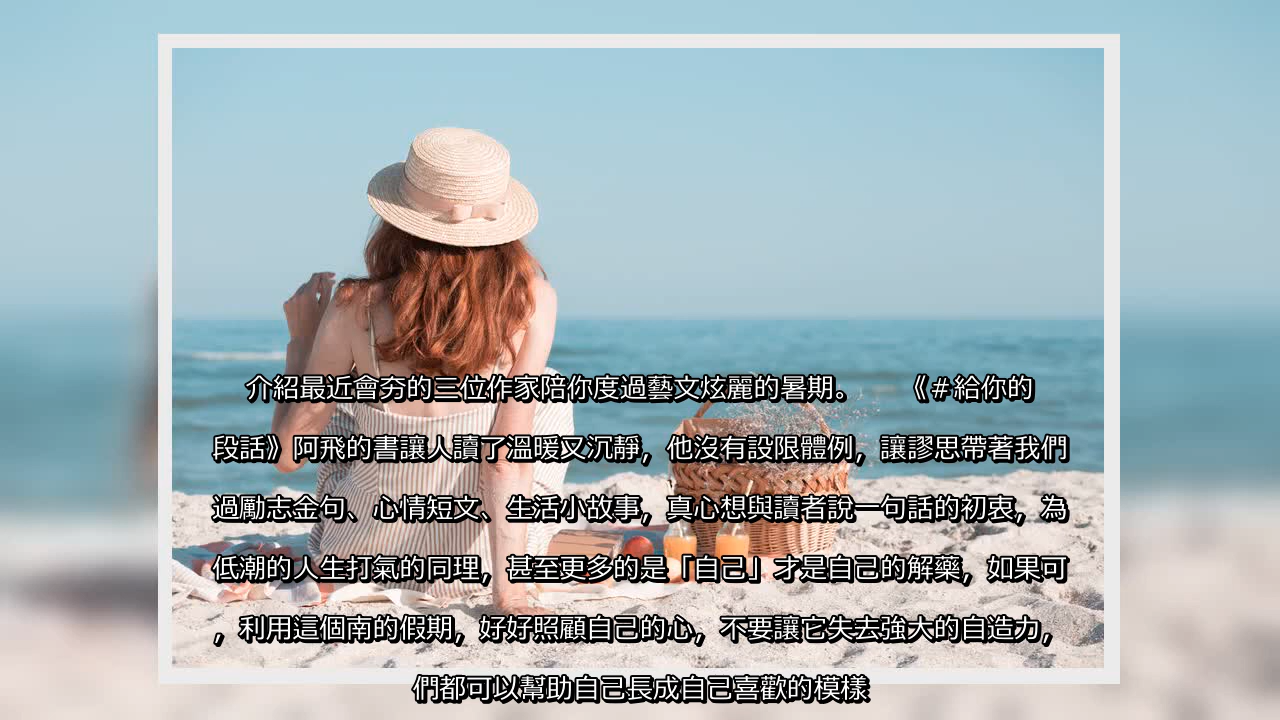 介紹最近會夯的三位作家陪你度過藝文炫麗的暑期。　《＃給你的
段話》阿飛的書讓人讀了溫暖又沉靜，他沒有設限體例，讓謬思帶著我們
過勵志金句、心情短文、生活小故事，真心想與讀者說一句話的初衷，為
低潮的人生打氣的同理，甚至更多的是「自己」才是自己的解藥，如果可
，利用這個南的假期，好好照顧自己的心，不要讓它失去強大的自造力，
們都可以幫助自己長成自己喜歡的模樣